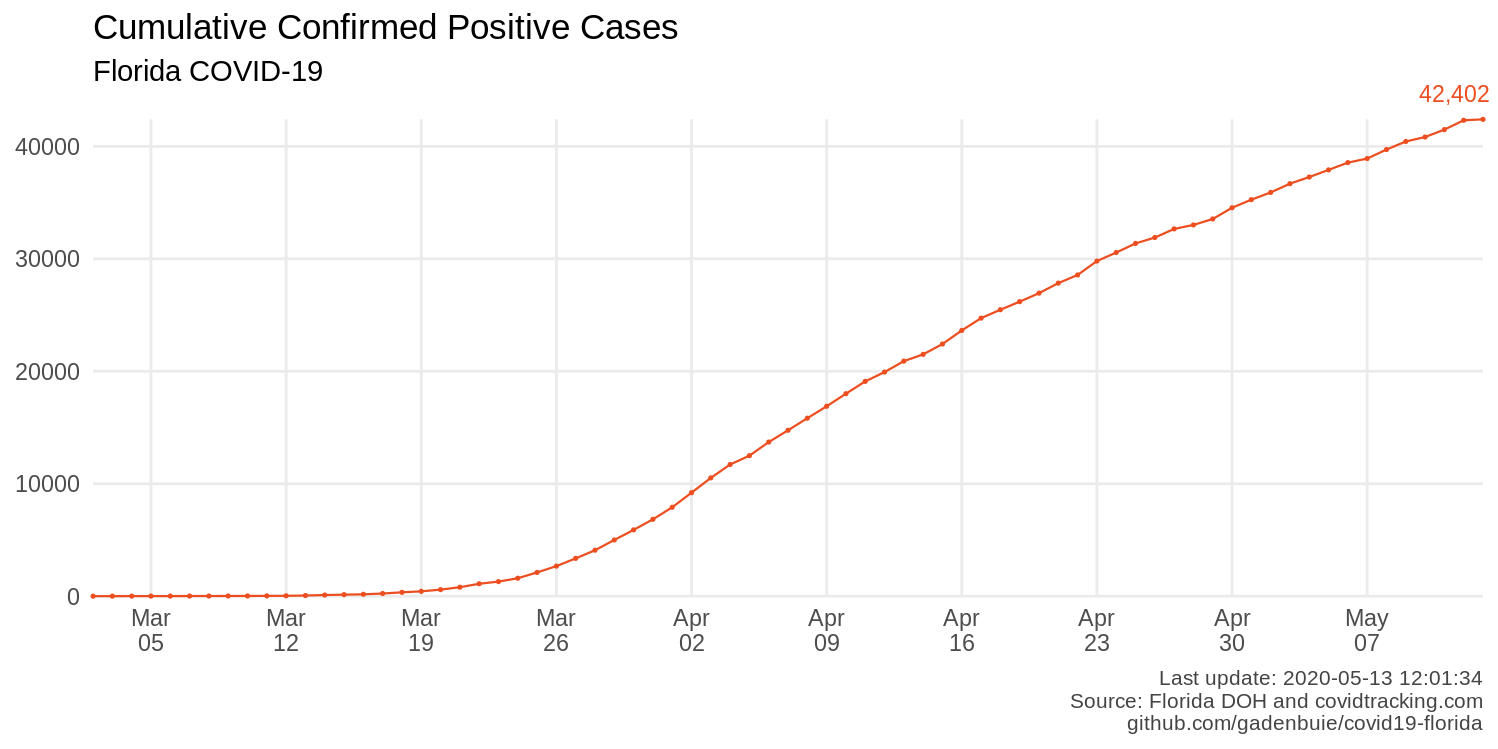 Cumulative Confirmed Positive Cases
Florida COVID-19
42,402
40000
30000
20000
10000
0
Mar Mar Mar Mar Apr Apr Apr Apr Apr May
05 12 19 26 02 09 16 23 30 07
Last update: 2020-05-13 12:01:34
Source: Florida DOH and covidtracking.com
github.com/gadenbuie/covid19-florida